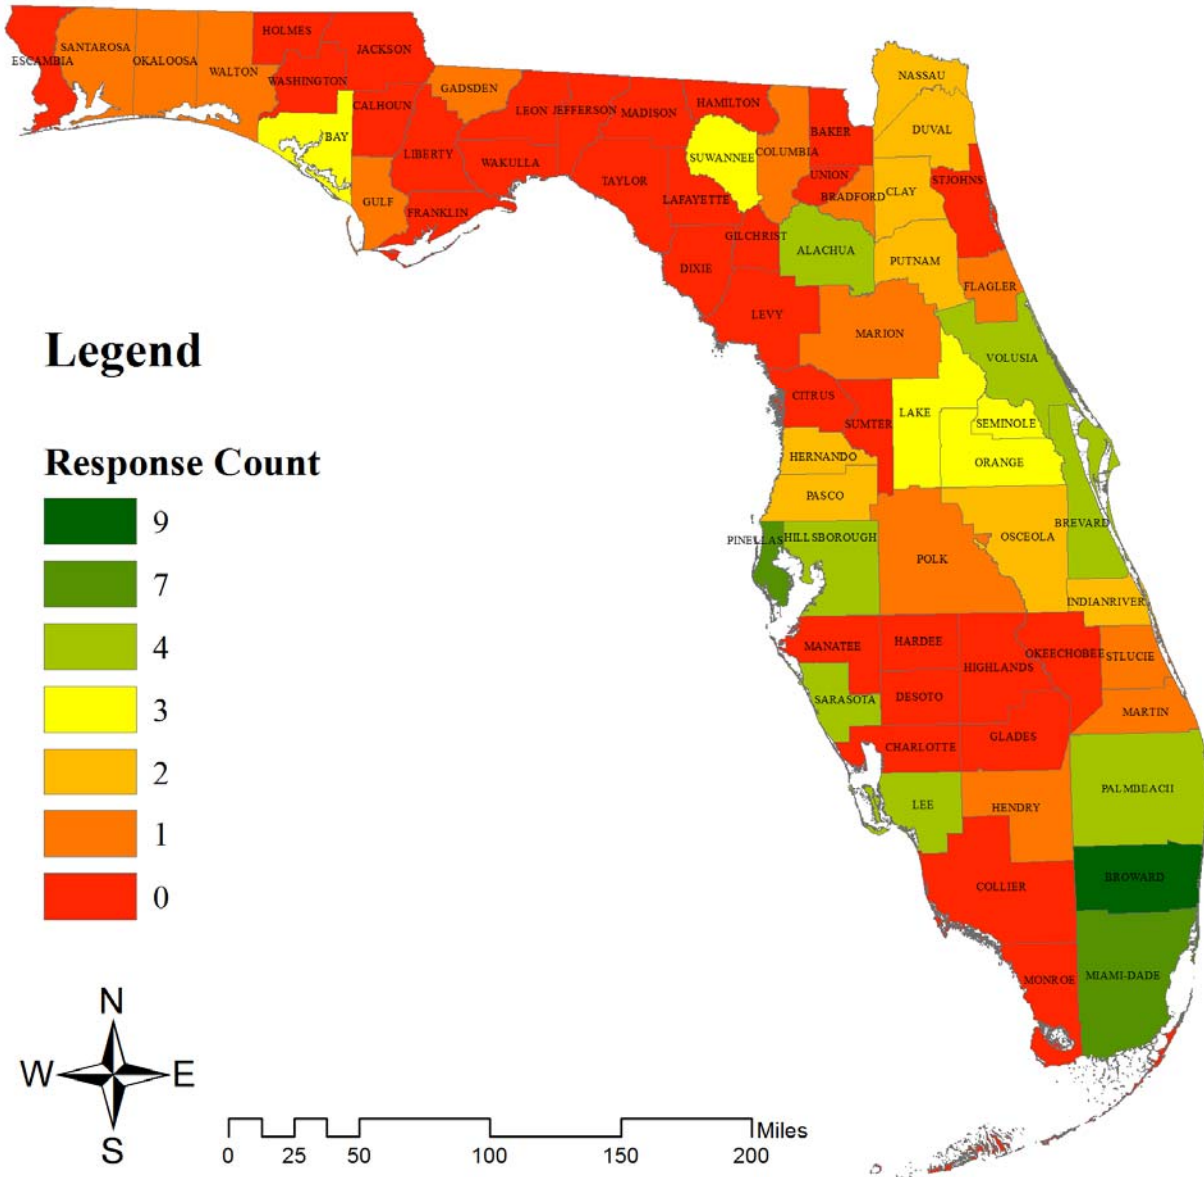 HOLMES
SANTAROSA
JACKSON
ESCAMBIA
OKALOOSA
WALTON
WASHINGTON
GADSDEN
NASSAU
CALHOUN
LEON
JEFFERSON
MADISON
HAMILTON
BAY
BAKER
DUVAL
LIBERTY
WAKULLA
SUWANNEE
COLUMBIA
UNION
TAYLOR
STJOHNS
GULF
LAFAYETTE
BRADFORD
CLAY
FRANKLIN
GILCHRIST
ALACHUA
PUTNAM
DIXIE
FLAGLER
LEVY
MARION
Legend
VOLUSIA
CITRUS
LAKE
SUMTER
SEMINOLE
HERNANDO
ORANGE
Response Count
PASCO
9
BREVARD
HILLSBOROUGH
PINELLAS
OSCEOLA
POLK
7
INDIANRIVER
4
MANATEE
HARDEE
OKEECHOBEE
STLUCIE
HIGHLANDS
SARASOTA
DESOTO
3
MARTIN
GLADES
CHARLOTTE
2
PALMBEACH
LEE
HENDRY
1
BROWARD
COLLIER
0
MIAMI-DADE
MONROE
N
W
E
S
Miles
0 25 50 100 150 200